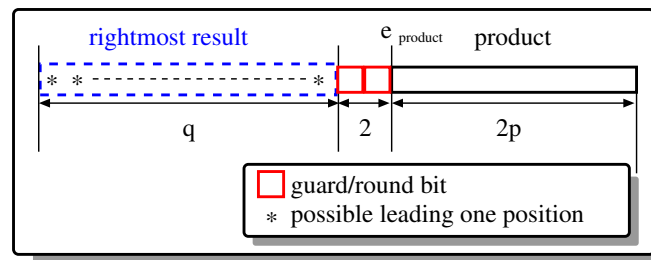 rightmost result e product product
* * *
q 2 2p
guard/round bit
* possible leading one position